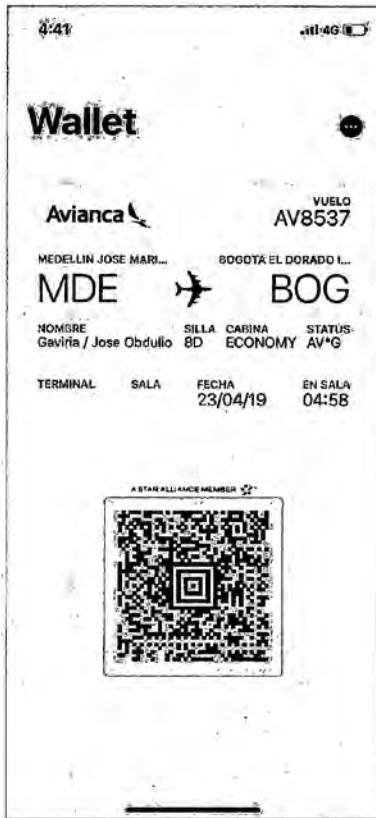 4:41 4G
Wallet
Avianca
VUELO
AV8537
MEDELLIN JOSE MARI... BOGOTA EL DORADO I...
MDE BOG
NOMBRE SILLA CABINA STATUS
Gaviria / Jose Obdulio 8D ECONOMY AV*G
TERMINAL SALA FECHA EN SALA
23/04/19 04:58
A STAR ALLIANCE MEMBER